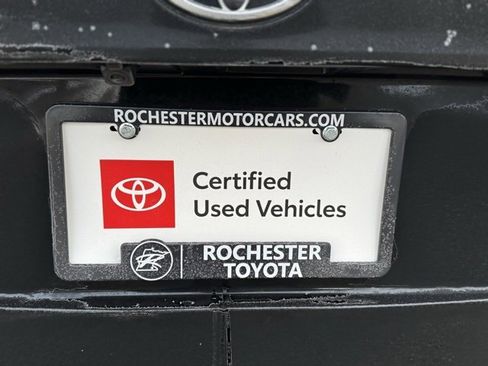 ROCHESTERMOTORCARS.COM
Certified
Used Vehicles
ROCHESTER
TOYOTA